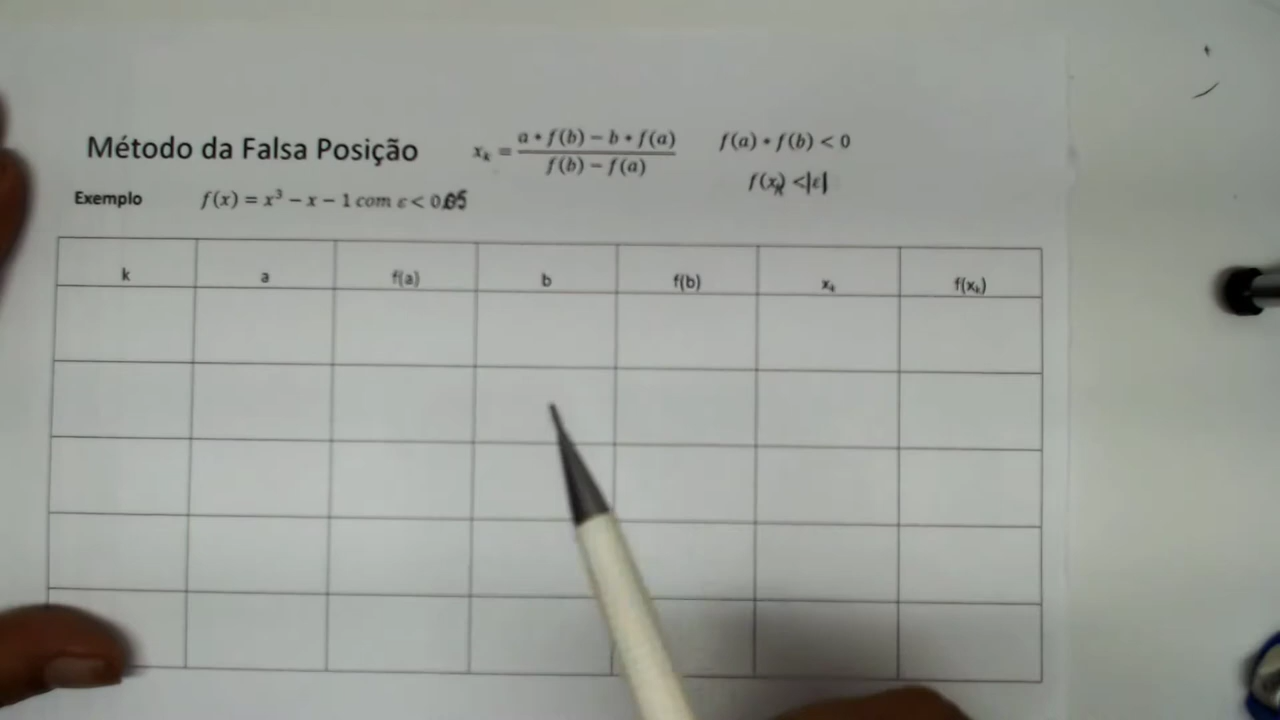 Método da Falsa Posição x_k = (a * f(b) − b * f(a)) / (f(b) − f(a)) f(a) * f(b) < 0
f(x_k) < |ε|
Exemplo f(x) = x³ − x − 1 com ε < 0,05
k a f(a) b f(b) x_k f(x_k)